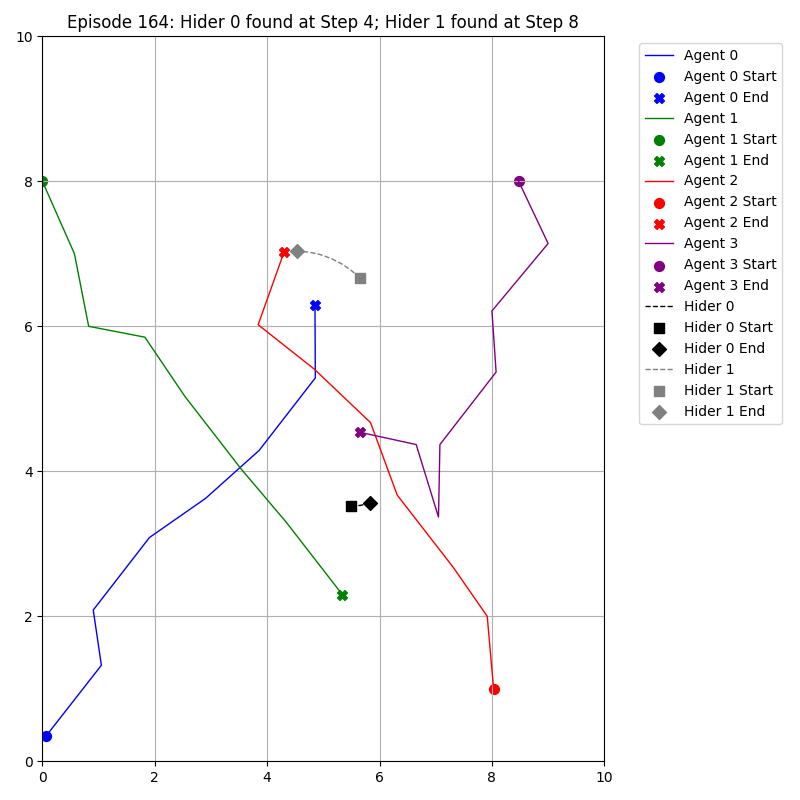 Episode 164: Hider 0 found at Step 4; Hider 1 found at Step 8
10
8
6
4
2
0
0
2
4
6
8
10
Agent 0
Agent 0 Start
Agent 0 End
Agent 1
Agent 1 Start
Agent 1 End
Agent 2
Agent 2 Start
Agent 2 End
Agent 3
Agent 3 Start
Agent 3 End
Hider 0
Hider 0 Start
Hider 0 End
Hider 1
Hider 1 Start
Hider 1 End